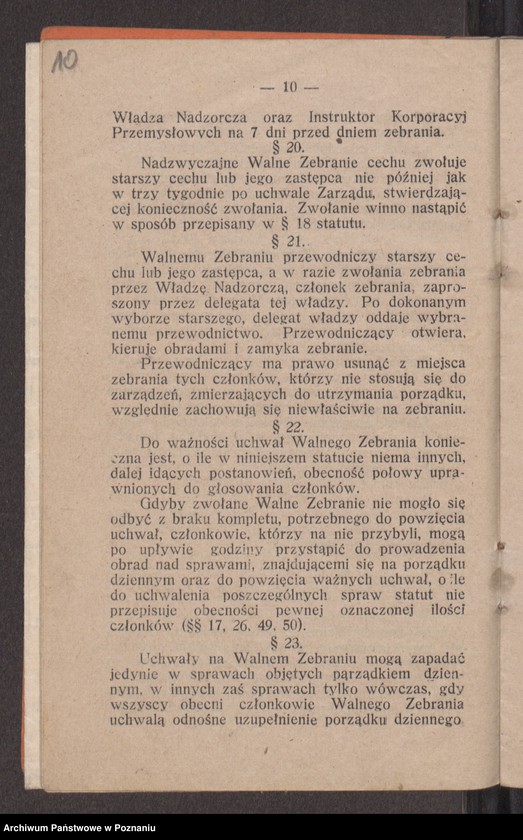 10
— 10 —
Władza Nadzorcza oraz Instruktor Korporacyj
Przemysłowych na 7 dni przed dniem zebrania.
§ 20.
Nadzwyczajne Walne Zebranie cechu zwołuje
starszy cechu lub jego zastępca nie później jak
w trzy tygodnie po uchwale Zarządu, stwierdzają-
cej konieczność zwołania. Zwołanie winno nastąpić
w sposób przepisany w § 18 statutu.
§ 21.
Walnemu Zebraniu przewodniczy starszy ce-
chu lub jego zastępca, a w razie zwołania zebrania
przez Władzę Nadzorczą, członek zebrania, zapro-
szony przez delegata tej władzy. Po dokonanym
wyborze starszego, delegat władzy oddaje wybra-
nemu przewodnictwo. Przewodniczący otwiera,
kieruje obradami i zamyka zebranie.
Przewodniczący ma prawo usunąć z miejsca
zebrania tych członków, którzy nie stosują się do
zarządzeń, zmierzających do utrzymania porządku,
względnie zachowują się niewłaściwie na zebraniu.
§ 22.
Do ważności uchwał Walnego Zebrania konie-
czna jest, o ile w niniejszem statucie niema innych,
dalej idących postanowień, obecność połowy upra-
wnionych do głosowania członków.
Gdyby zwołane Walne Zebranie nie mogło się
odbyć z braku kompletu, potrzebnego do powzięcia
uchwał, członkowie, którzy na nie przybyli, mogą
po upływie godziny przystąpić do prowadzenia
obrad nad sprawami, znajdującemi się na porządku
dziennym oraz do powzięcia ważnych uchwał, o ile
do uchwalenia poszczególnych spraw statut nie
przepisuje obecności pewnej oznaczonej ilości
członków (§§ 17, 26, 49, 50).
§ 23.
Uchwały na Walnem Zebraniu mogą zapadać
jedynie w sprawach objętych pąrządkiem dzien-
nym, w innych zaś sprawach tylko wówczas, gdy
wszyscy obecni członkowie Walnego Zebrania
uchwalą odnośne uzupełnienie porządku dziennego
Archiwum Państwowe w Poznaniu